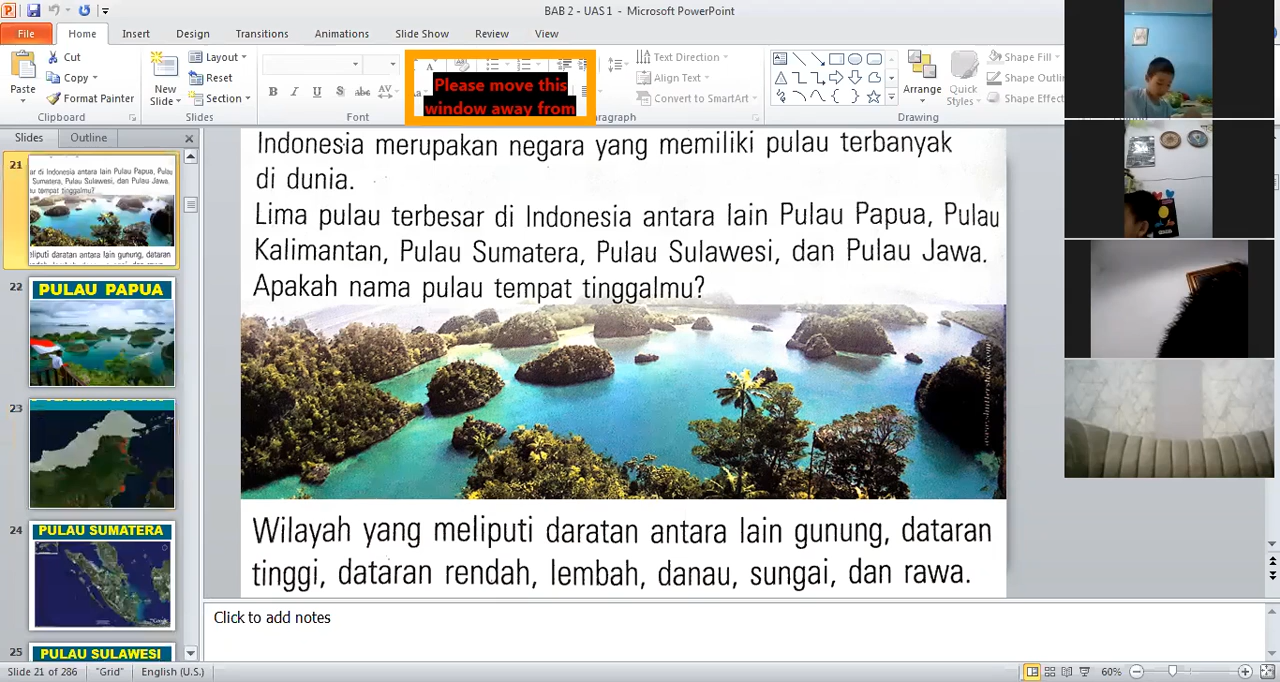 BAB 2 - UAS 1 - Microsoft PowerPoint
File Home Insert Design Transitions Animations Slide Show Review View
Paste
Cut
Copy
Format Painter
Clipboard
New
Slide
Layout
Reset
Section
Slides
B I U S abc AV
Font
Please move this
window away from
Text Direction
Align Text
Convert to SmartArt
Arrange
Quick
Styles
Shape Fill
Shape Effec
Drawing
Slides Outline
21
22
PULAU PAPUA
23
24
PULAU SUMATERA
25
PULAU SULAWESI
Indonesia merupakan negara yang memiliki pulau terbanyak
di dunia.
Lima pulau terbesar di Indonesia antara lain Pulau Papua, Pulau
Kalimantan, Pulau Sumatera, Pulau Sulawesi, dan Pulau Jawa.
Apakah nama pulau tempat tinggalmu?
Wilayah yang meliputi daratan antara lain gunung, dataran
tinggi, dataran rendah, lembah, danau, sungai, dan rawa.
Click to add notes
Slide 21 of 286 "Grid" English (U.S.)
60%